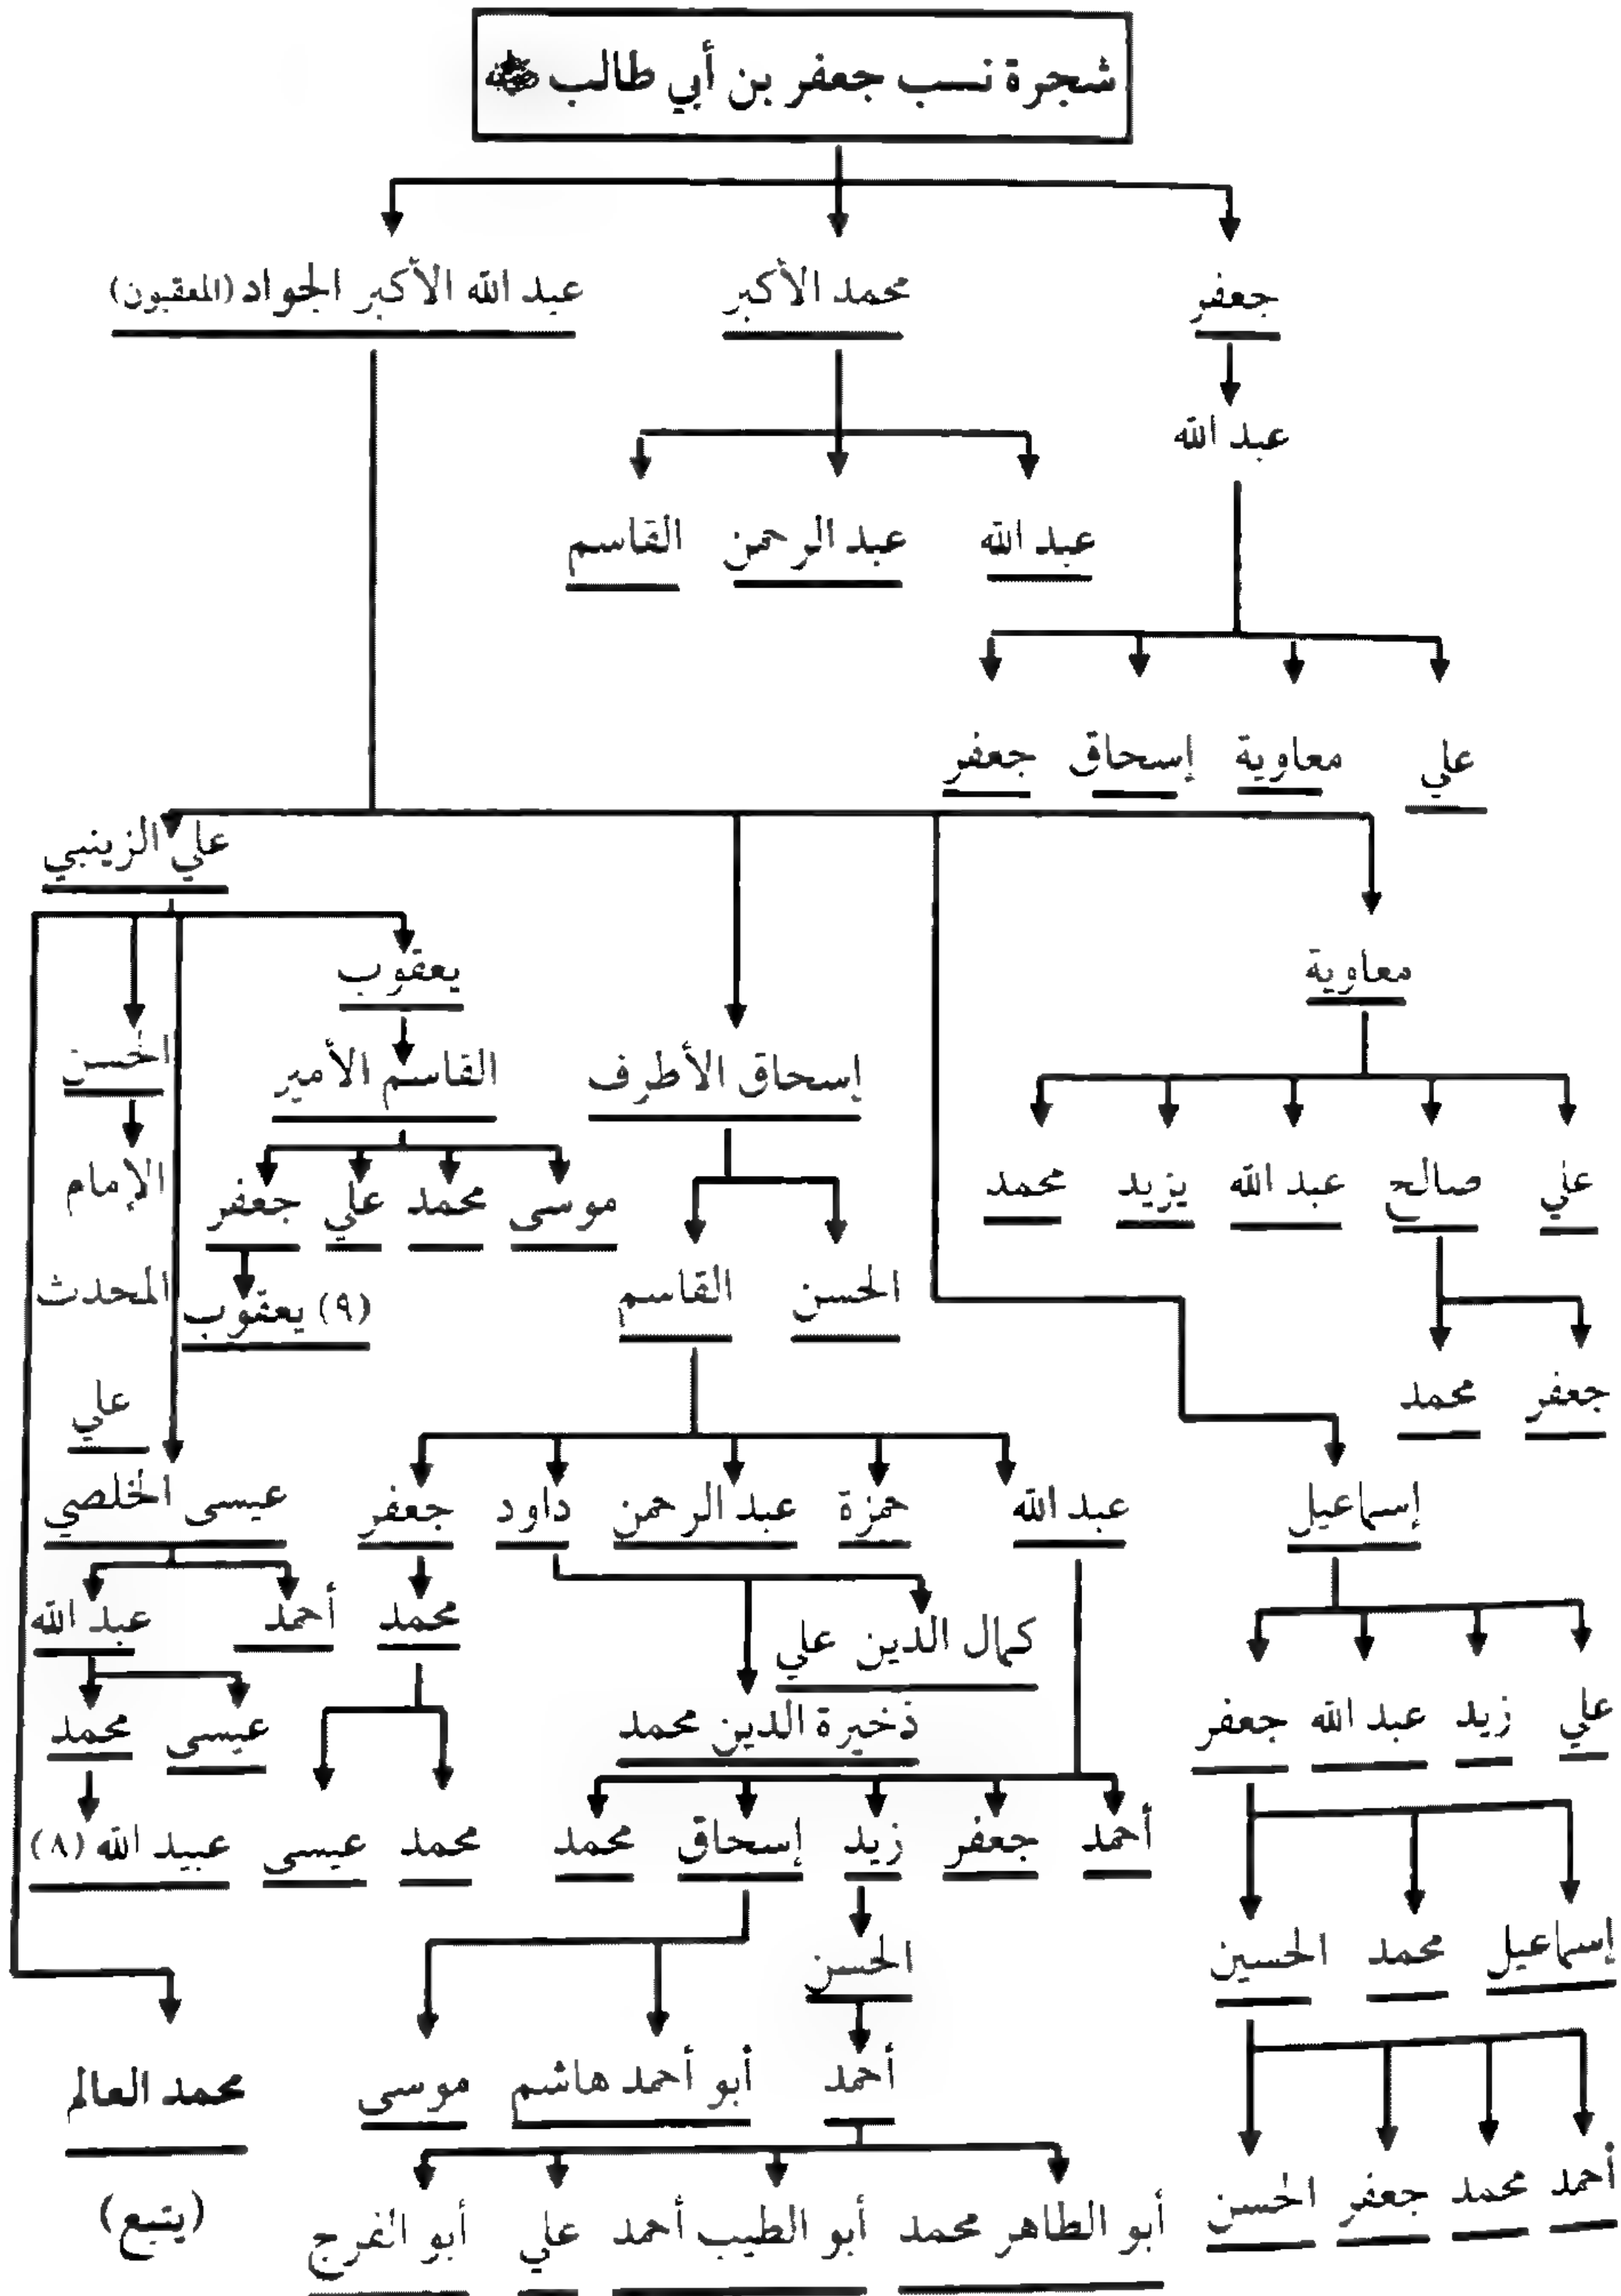 شجرة نسب جعفر بن أبي طالب ﷺ
جعفر محمد الأكبر عبد الله الأكبر الجواد (المعقبون)
عبد الله
عبد الله عبد الرحمن القاسم
علي معاوية إسحاق جعفر
علي الزينبي
معاوية يعقوب
إسحاق الأطرف القاسم الأمير الحسن
علي صالح عبد الله يزيد محمد موسى محمد علي جعفر الإمام
الحسن القاسم (٩) يعقوب المحدث
جعفر محمد علي
إسماعيل عبد الله حمزة عبد الرحمن داود جعفر عيسى الخلصي
كمال الدين علي محمد أحمد عبد الله
علي زيد عبد الله جعفر ذخيرة الدين محمد عيسى محمد
أحمد جعفر زيد إسحاق محمد محمد عيسى عبيد الله (٨)
إسماعيل محمد الحسين الحسن
أحمد أبو أحمد هاشم موسى محمد العالم
أحمد محمد جعفر الحسن أبو الطاهر محمد أبو الطيب أحمد علي أبو الفرج (يتبع)